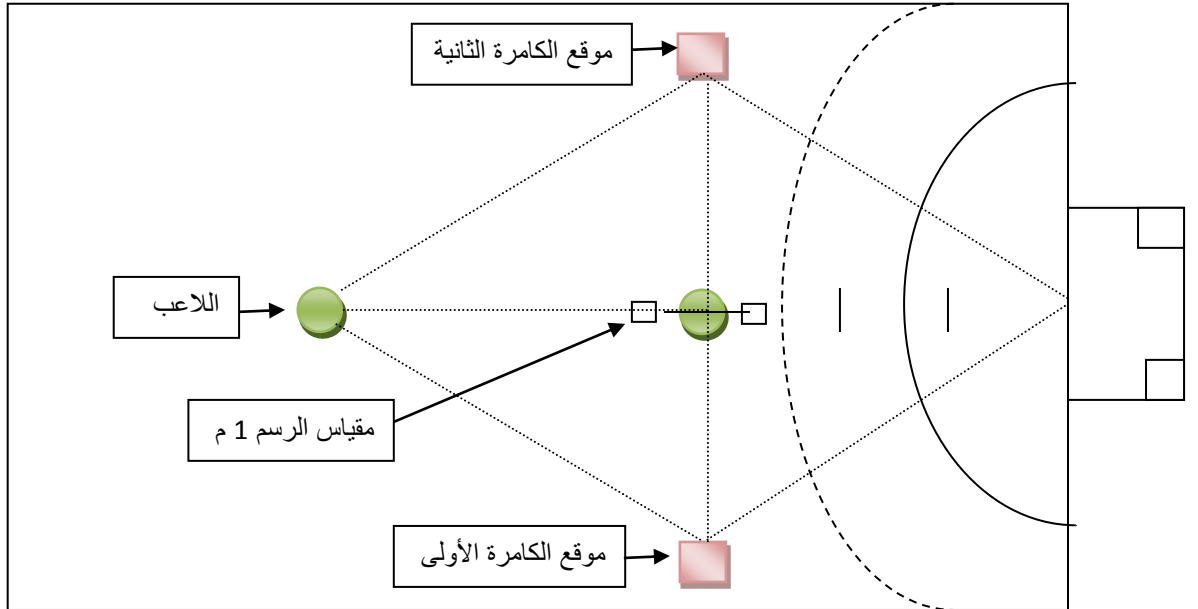 موقع الكامرة الثانية
اللاعب
مقياس الرسم 1 م
موقع الكامرة الأولى